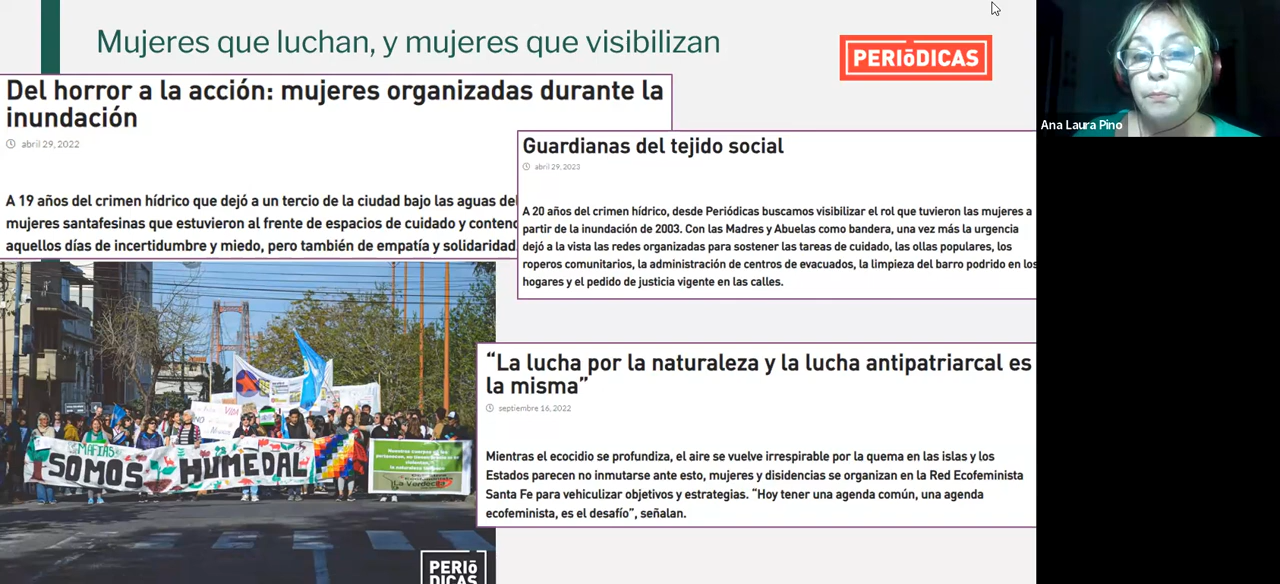 Mujeres que luchan, y mujeres que visibilizan
PERIōDICAS
Ana Laura Pino
Del horror a la acción: mujeres organizadas durante la
inundación
abril 29, 2022
A 19 años del crimen hídrico que dejó a un tercio de la ciudad bajo las aguas del
mujeres santafesinas que estuvieron al frente de espacios de cuidado y
aquellos días de incertidumbre y miedo, pero también de empatía y solidaridad
Guardianas del tejido social
abril 29, 2023
A 20 años del crimen hídrico, desde Periódicas buscamos visibilizar el rol que tuvieron las mujeres a
partir de la inundación de 2003. Con las Madres y Abuelas como bandera, una vez más la urgencia
dejó a la vista las redes organizadas para sostener las tareas de cuidado, las ollas populares, los
roperos comunitarios, la administración de centros de evacuados, la limpieza del barro podrido en los
hogares y el pedido de justicia vigente en las calles.
“La lucha por la naturaleza y la lucha antipatriarcal es
la misma”
septiembre 16, 2022
Mientras el ecocidio se profundiza, el aire se vuelve irrespirable por la quema en las islas y los
Estados parecen no inmutarse ante esto, mujeres y disidencias se organizan en la Red Ecofeminista
Santa Fe para vehiculizar objetivos y estrategias. “Hoy tener una agenda común, una agenda
ecofeminista, es el desafío”, señalan.
MAFIAS
SOMOS HUMEDAL
La Verdecita
PERIō
DICAS